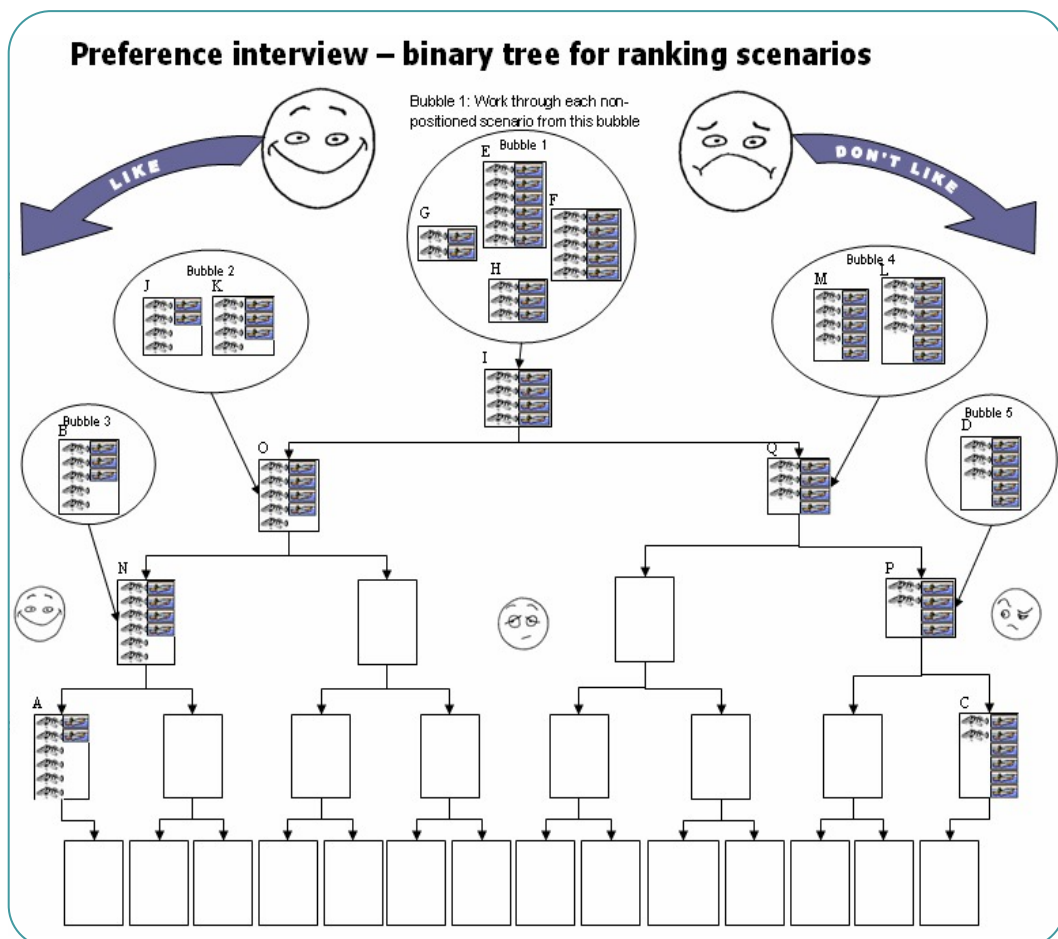 Preference interview – binary tree for ranking scenarios
Bubble 1: Work through each non-
positioned scenario from this bubble
LIKE
DON'T LIKE
Bubble 1
E
G
F
H
Bubble 2
J
K
Bubble 4
M
L
I
Bubble 3
B
Bubble 5
D
O
Q
N
P
A
C